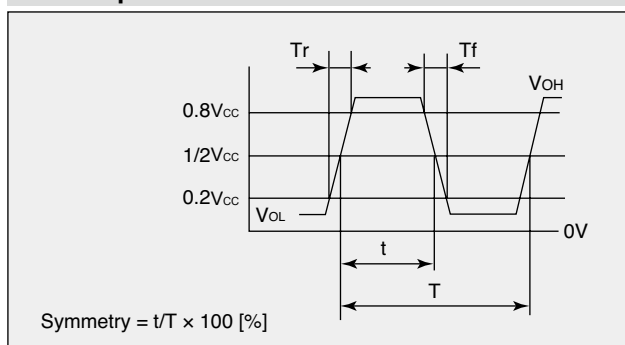 Tr
Tf
VOH
0.8Vcc
1/2Vcc
0.2Vcc
VOL
0V
t
T
Symmetry = t/T × 100 [%]